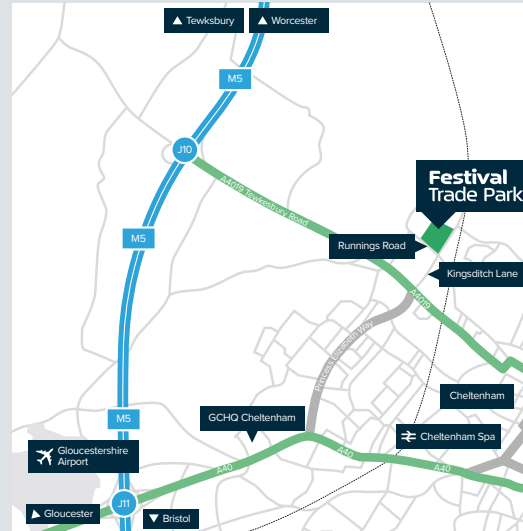 Tewksbury
Worcester
M5
J10
A4019 Tewkesbury Road
Festival
Trade Park
M5
Runnings Road
Kingsditch Lane
A4019
Princess Elizabeth Way
Cheltenham
M5
GCHQ Cheltenham
Cheltenham Spa
Gloucestershire
Airport
A40
A40
A40
J11
Gloucester
Bristol